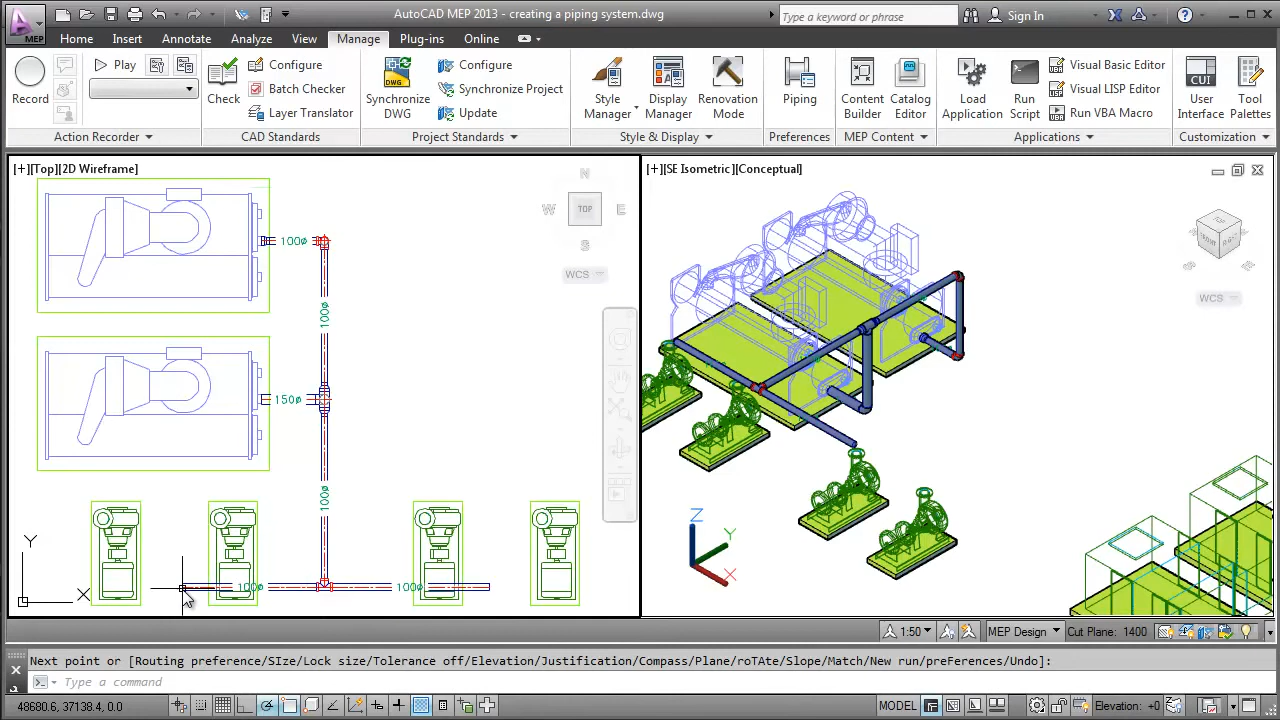 AutoCAD MEP 2013 - creating a piping system.dwg
Type a keyword or phrase
Sign In
MEP
Home Insert Annotate Analyze View Manage Plug-ins Online
Record
Play
Action Recorder
Check
Configure
Batch Checker
Layer Translator
CAD Standards
DWG
Synchronize
DWG
Configure
Synchronize Project
Update
Project Standards
Style
Manager
Display
Manager
Renovation
Mode
Style & Display
Piping
Preferences
Content
Builder
Catalog
Editor
MEP Content
Load
Application
Run
Script
Visual Basic Editor
Visual LISP Editor
Run VBA Macro
Applications
CUI
User
Interface
Tool
Palettes
Customization
[+][Top][2D Wireframe]
N
W TOP E
S
WCS
100ø
100ø
150ø
100ø
100ø 100ø
Y
X
[+][SE Isometric][Conceptual]
WCS
Z
Y
X
1:50 MEP Design Cut Plane: 1400
Next point or [Routing preference/SIze/Lock size/Tolerance off/Elevation/Justification/Compass/Plane/roTAte/Slope/Match/New run/preFerences/Undo]:
Type a command
48680.6, 37138.4, 0.0
MODEL
Elevation: +0